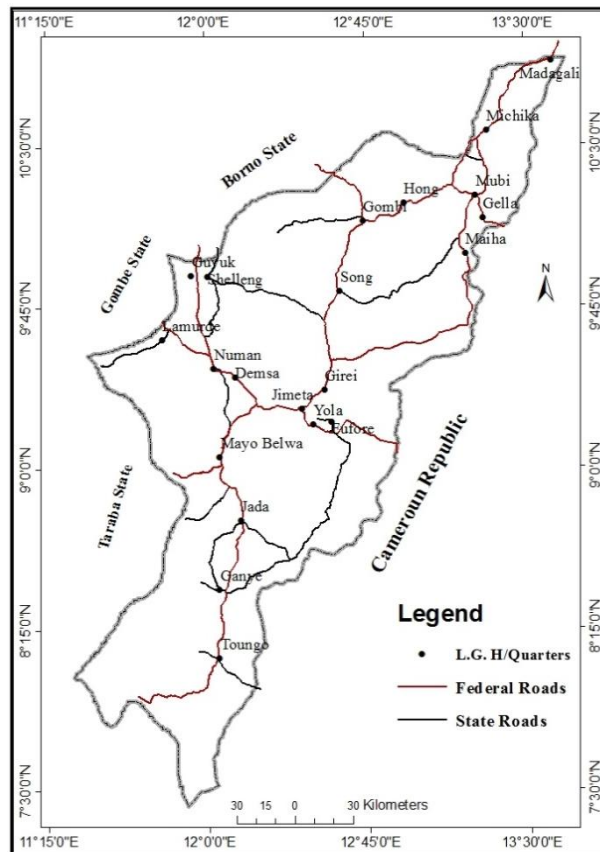 11°15'0"E 12°0'0"E 12°45'0"E 13°30'0"E
Madagali
Michika
10°30'0"N
10°30'0"N
Borno State
Mubi
Hong
Gella
Gombi
Maiha
N
Gombe State
Guyuk
Shelleng
Song
9°45'0"N
9°45'0"N
Lamurde
Numan
Demsa
Girei
Jimeta
Yola
Fufore
Mayo Belwa
9°0'0"N
9°0'0"N
Cameroun Republic
Taraba State
Jada
Ganye
Legend
8°15'0"N
8°15'0"N
Toungo
L.G. H/Quarters
Federal Roads
State Roads
7°30'0"N
7°30'0"N
30 15 0 30 Kilometers
11°15'0"E 12°0'0"E 12°45'0"E 13°30'0"E